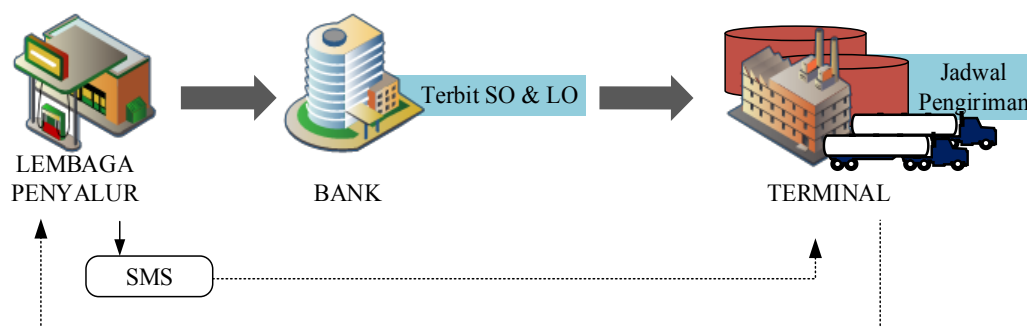 Terbit SO & LO
Jadwal
Pengiriman
LEMBAGA
PENYALUR
BANK
TERMINAL
SMS